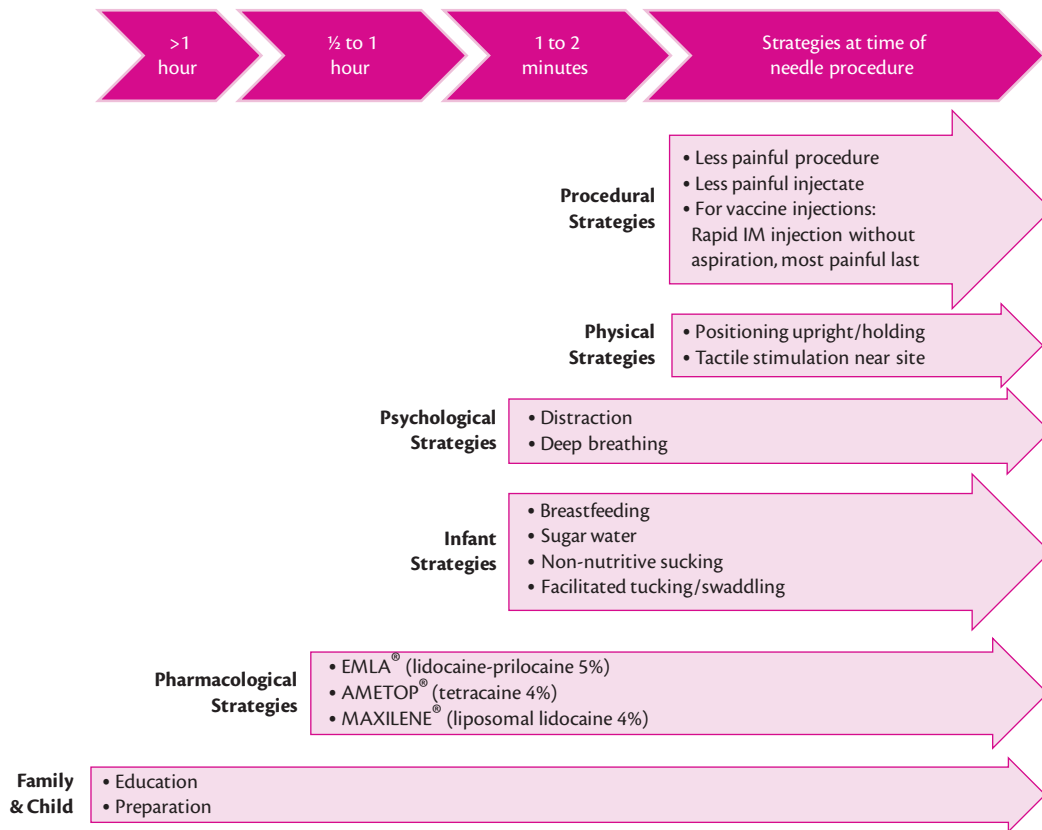 >1
hour
½ to 1
hour
1 to 2
minutes
Strategies at time of
needle procedure
Procedural
Strategies
• Less painful procedure
• Less painful injectate
• For vaccine injections:
Rapid IM injection without
aspiration, most painful last
Physical
Strategies
• Positioning upright/holding
• Tactile stimulation near site
Psychological
Strategies
• Distraction
• Deep breathing
Infant
Strategies
• Breastfeeding
• Sugar water
• Non-nutritive sucking
• Facilitated tucking/swaddling
Pharmacological
Strategies
• EMLA® (lidocaine-prilocaine 5%)
• AMETOP® (tetracaine 4%)
• MAXILENE® (liposomal lidocaine 4%)
Family
& Child
• Education
• Preparation